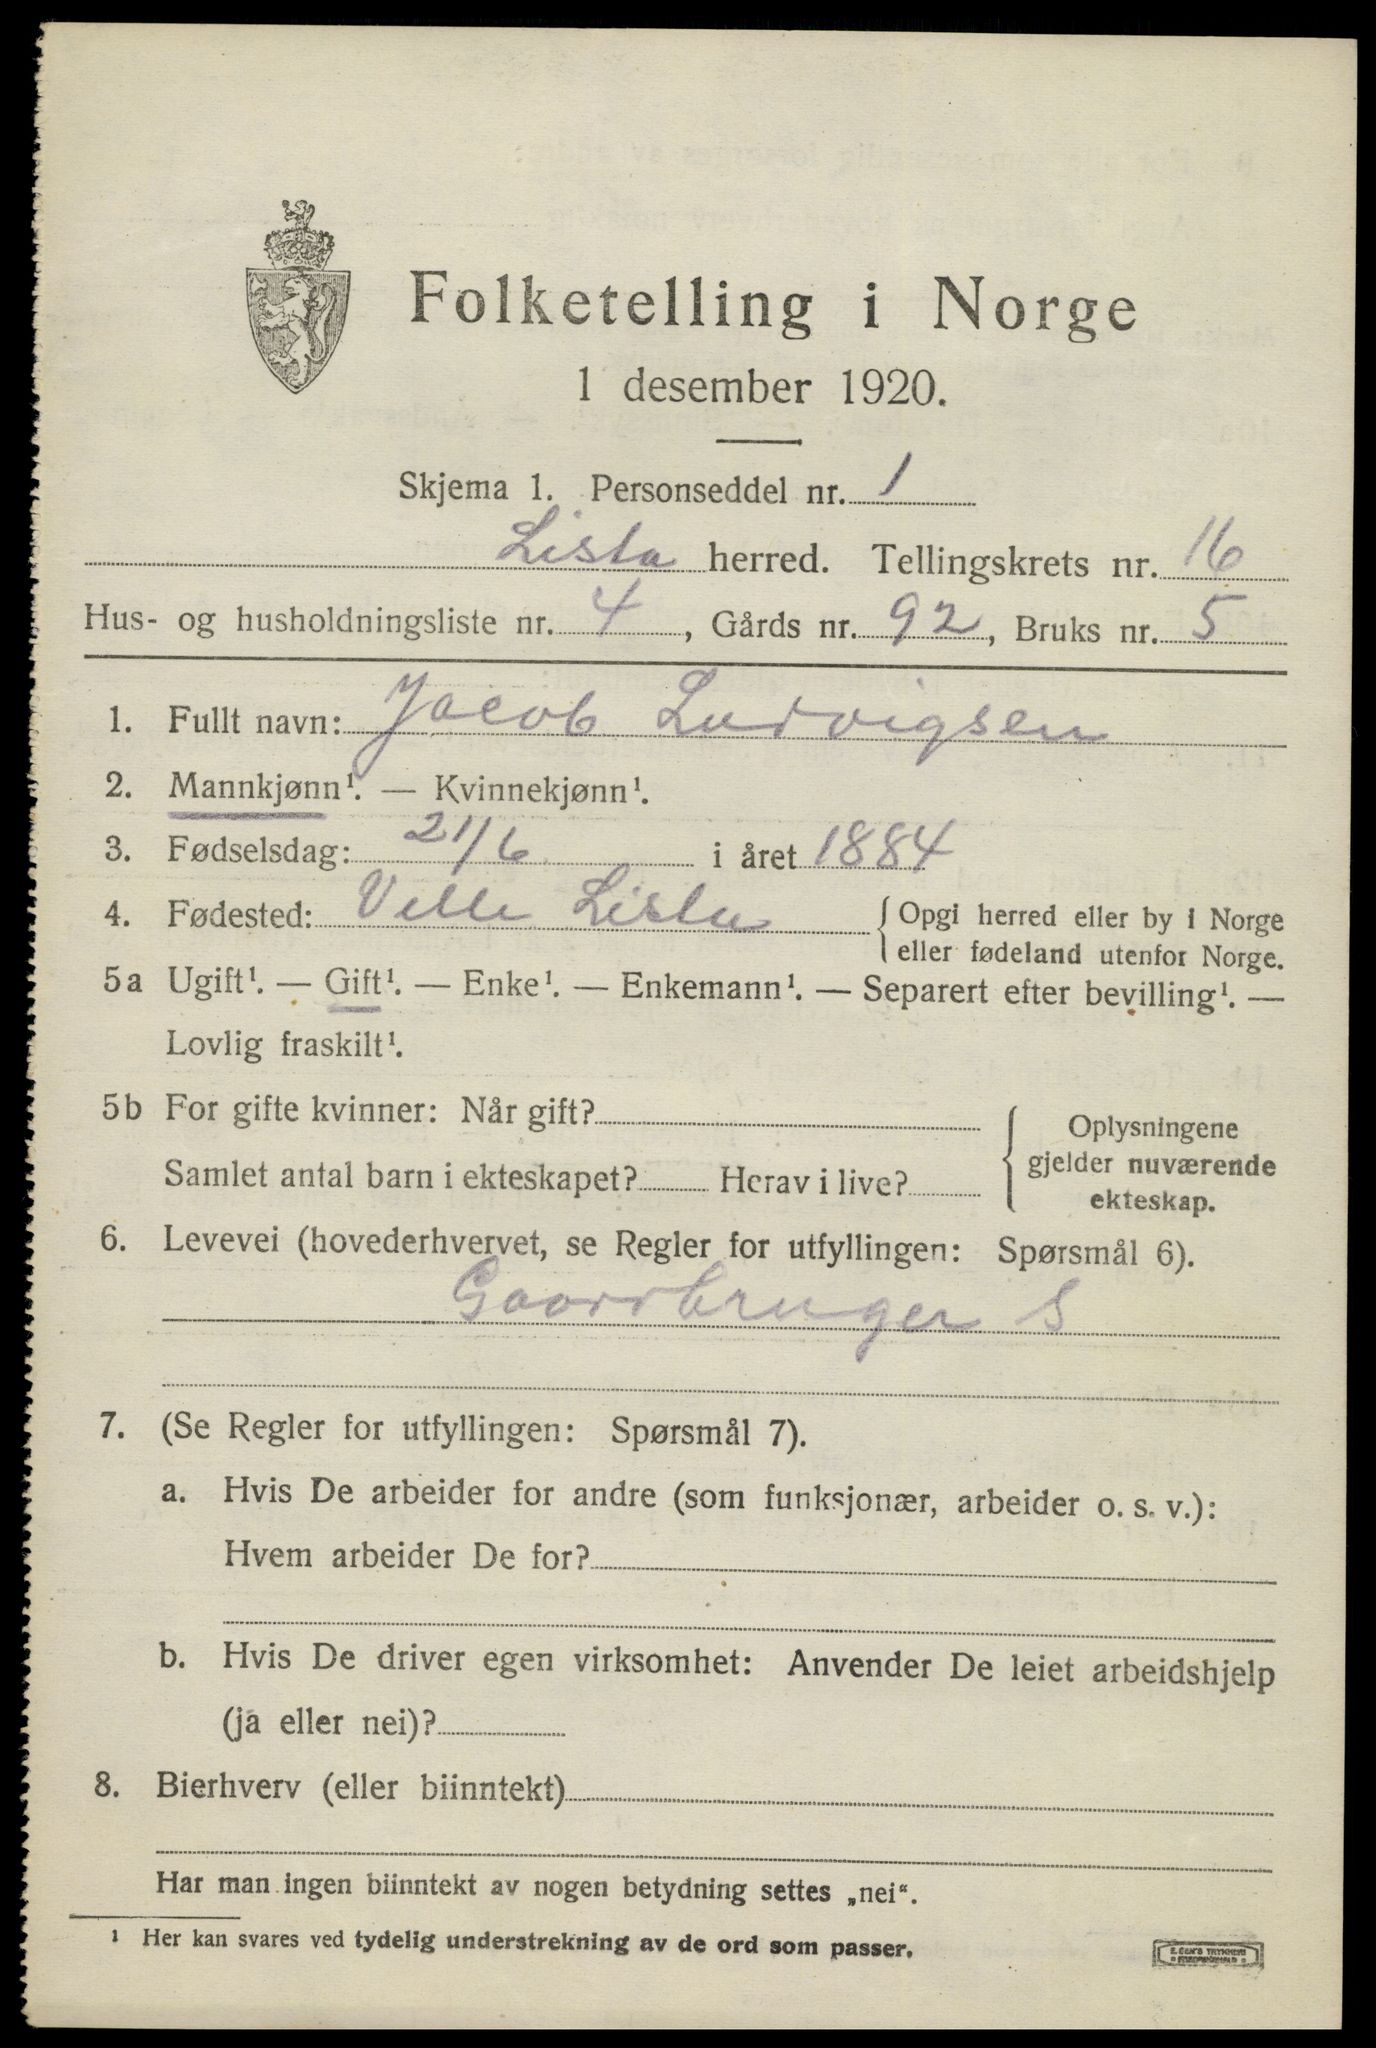 Folketelling i Norge
1 desember 1920.
Skjema 1. Personseddel nr. 1
Lista herred. Tellingskrets nr. 16
Hus- og husholdningsliste nr. 4, Gårds nr. 92, Bruks nr. 5
1. Fullt navn: Jacob Ludvigsen
2. Mannkjønn¹. — Kvinnekjønn¹.
3. Fødselsdag: 21/6 i året 1884
4. Fødested: Velle Lista {Opgi herred eller by i Norge
eller fødeland utenfor Norge.
5a Ugift¹. — Gift¹. — Enke¹. — Enkemann¹. — Separert efter bevilling¹. —
Lovlig fraskilt¹.
5b For gifte kvinner: Når gift?
Samlet antal barn i ekteskapet? Herav i live?
Oplysningene
gjelder nuværende
ekteskap.
6. Levevei (hovederhvervet, se Regler for utfyllingen: Spørsmål 6).
Gaardbruger S
7. (Se Regler for utfyllingen: Spørsmål 7).
a. Hvis De arbeider for andre (som funksjonær, arbeider o. s. v.):
Hvem arbeider De for?
b. Hvis De driver egen virksomhet: Anvender De leiet arbeidshjelp
(ja eller nei)?
8. Bierhverv (eller biinntekt)
Har man ingen biinntekt av nogen betydning settes „nei“.
¹ Her kan svares ved tydelig understrekning av de ord som passer.